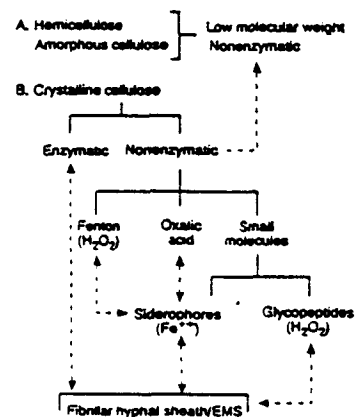 A. Hemicellulose
Amorphous cellulose
Low molecular weight
Nonenzymatic
B. Crystalline cellulose
Enzymatic Nonenzymatic
Fenton
(H₂O₂)
Oxalic
acid
Small
molecules
Siderophores
(Fe⁺⁺)
Glycopeptides
(H₂O₂)
Fibrillar hyphal sheath/EMS